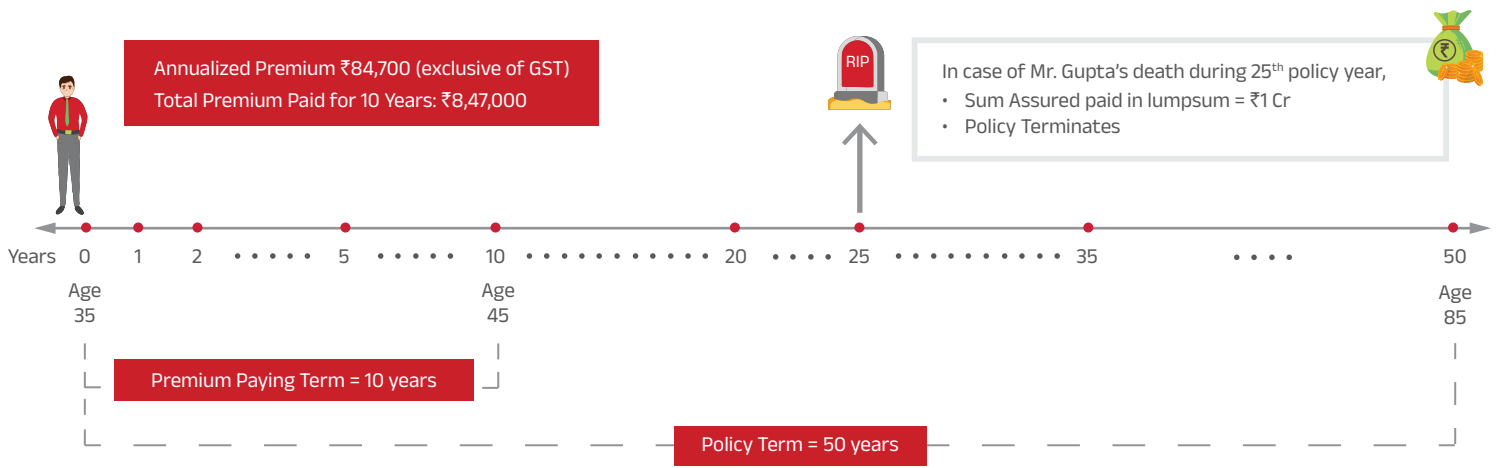 Annualized Premium ₹84,700 (exclusive of GST)
Total Premium Paid for 10 Years: ₹8,47,000
RIP
In case of Mr. Gupta's death during 25th policy year,
• Sum Assured paid in lumpsum = ₹1 Cr
• Policy Terminates
₹
Years 0 1 2 5 10 20 25 35 50
Age
35
Age
45
Age
85
Premium Paying Term = 10 years
Policy Term = 50 years